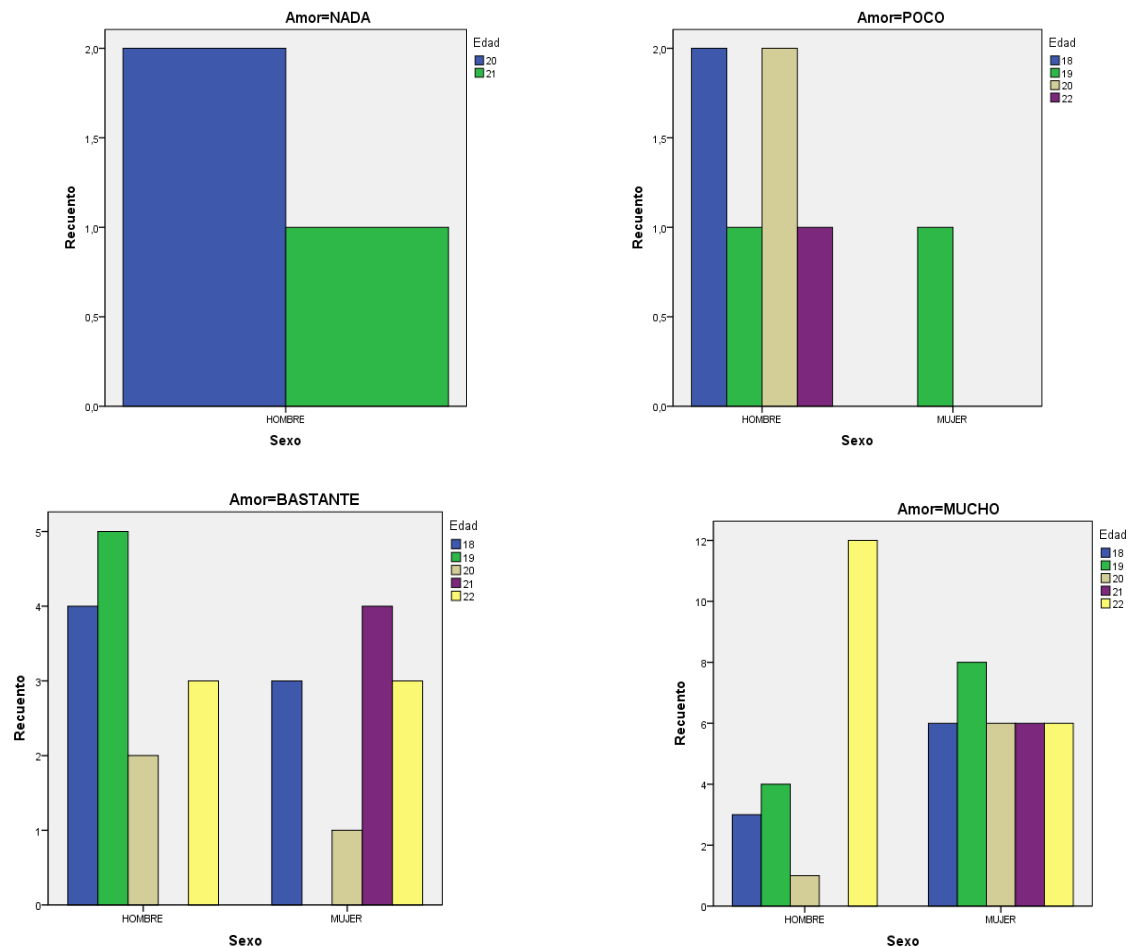 Amor=NADA
Edad
20
21
2,0
1,5
1,0
0,5
0,0
Recuento
HOMBRE
Sexo
Amor=POCO
Edad
18
19
20
22
2,0
1,5
1,0
0,5
0,0
Recuento
HOMBRE MUJER
Sexo
Amor=BASTANTE
Edad
18
19
20
21
22
5
4
3
2
1
0
Recuento
HOMBRE MUJER
Sexo
Amor=MUCHO
Edad
18
19
20
21
22
12
10
8
6
4
2
0
Recuento
HOMBRE MUJER
Sexo